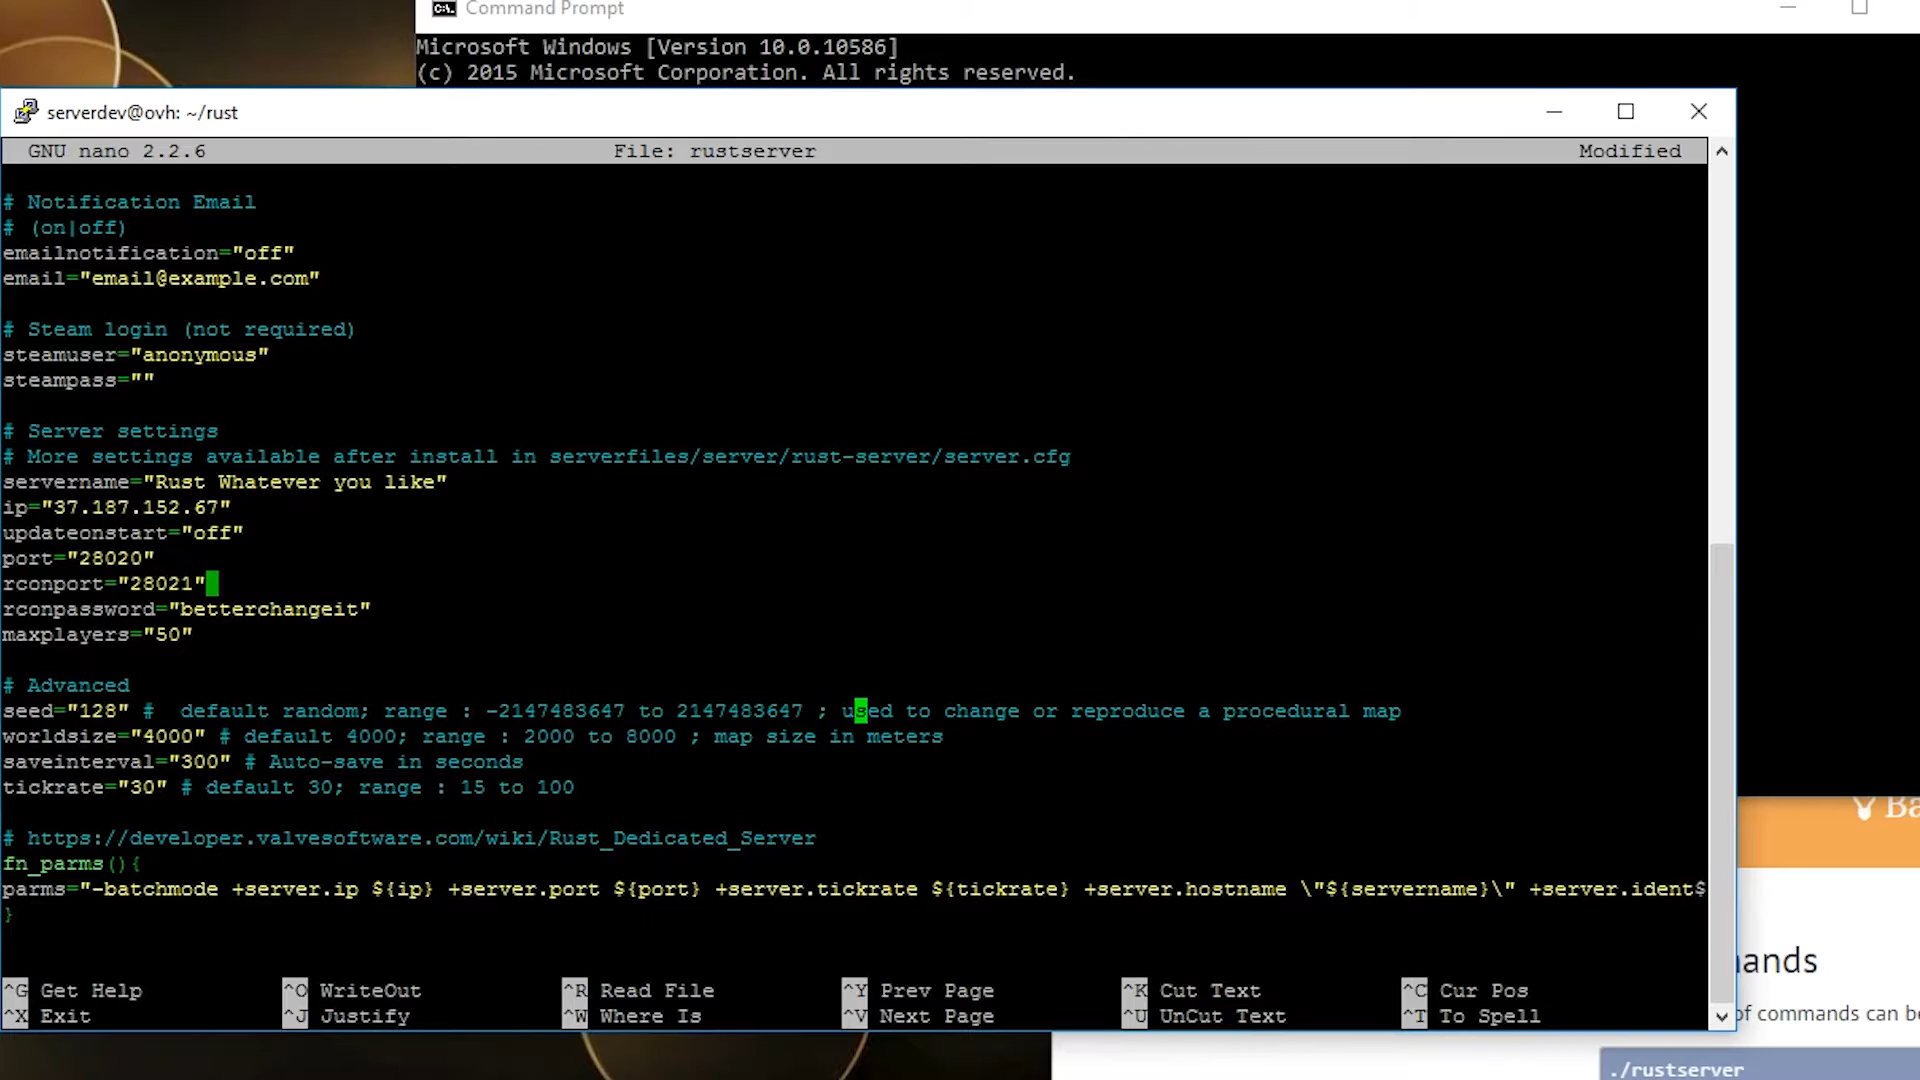 Command Prompt
Microsoft Windows [Version 10.0.10586]
(c) 2015 Microsoft Corporation. All rights reserved.
serverdev@ovh: ~/rust
GNU nano 2.2.6 File: rustserver Modified
# Notification Email
# (on|off)
emailnotification="off"
email="email@example.com"
# Steam login (not required)
steamuser="anonymous"
steampass=""
# Server settings
# More settings available after install in serverfiles/server/rust-server/server.cfg
servername="Rust Whatever you like"
ip="37.187.152.67"
updateonstart="off"
port="28020"
rconport="28021"
rconpassword="betterchangeit"
maxplayers="50"
# Advanced
seed="128" #  default random; range : -2147483647 to 2147483647 ; used to change or reproduce a procedural map
worldsize="4000" # default 4000; range : 2000 to 8000 ; map size in meters
saveinterval="300" # Auto-save in seconds
tickrate="30" # default 30; range : 15 to 100
# https://developer.valvesoftware.com/wiki/Rust_Dedicated_Server
fn_parms(){
parms="-batchmode +server.ip ${ip} +server.port ${port} +server.tickrate ${tickrate} +server.hostname \"${servername}\" +server.ident$
}
^G Get Help ^O WriteOut ^R Read File ^Y Prev Page ^K Cut Text ^C Cur Pos
^X Exit ^J Justify ^W Where Is ^V Next Page ^U UnCut Text ^T To Spell
Ba
ands
of commands can be
./rustserver